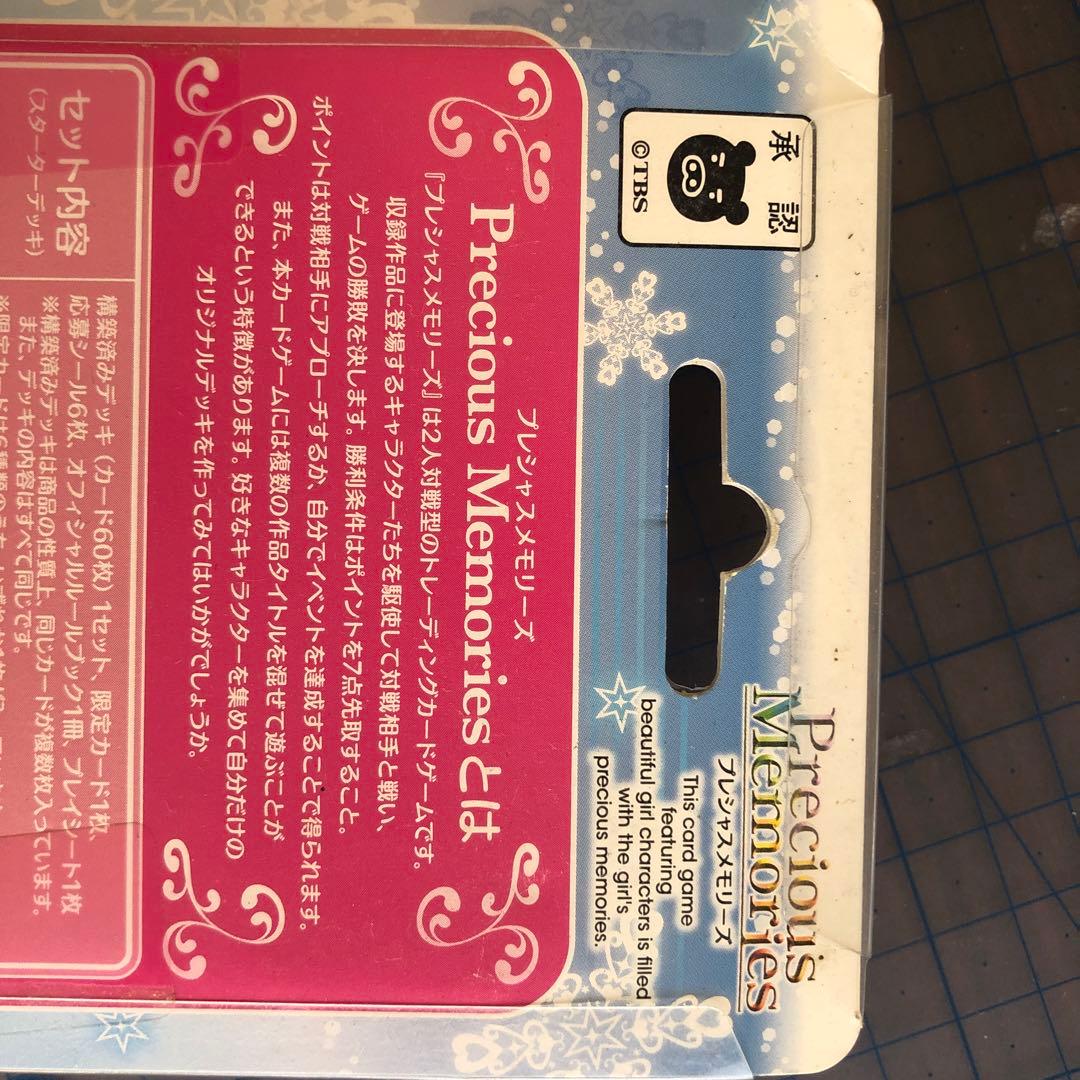 承認
©TBS
Precious
Memories
プレシャスメモリーズ
This card game
featuring
beautiful girl characters is filled
with the girl's
precious memories.
プレシャスメモリーズ
Precious Memoriesとは
『プレシャスメモリーズ』は2人対戦型のトレーディングカードゲームです。
収録作品に登場するキャラクターたちを駆使して対戦相手と戦い、
ゲームの勝敗を決します。勝利条件はポイントを7点先取すること。
ポイントは対戦相手にアプローチするか、自分でイベントを達成することで得られます。
また、本カードゲームには複数の作品タイトルを混ぜて遊ぶことが
できるという特徴があります。好きなキャラクターを集めて自分だけの
オリジナルデッキを作ってみてはいかがでしょうか。
セット内容
(スターターデッキ)
構築済みデッキ(カード60枚)1セット、限定カード1枚、
応募シール6枚、オフィシャルルールブック1冊、プレイシート1枚
※構築済みデッキは商品の性質上、同じカードが複数枚入っています。
また、デッキの内容はすべて同じです。
※限定カードは6種類のうち